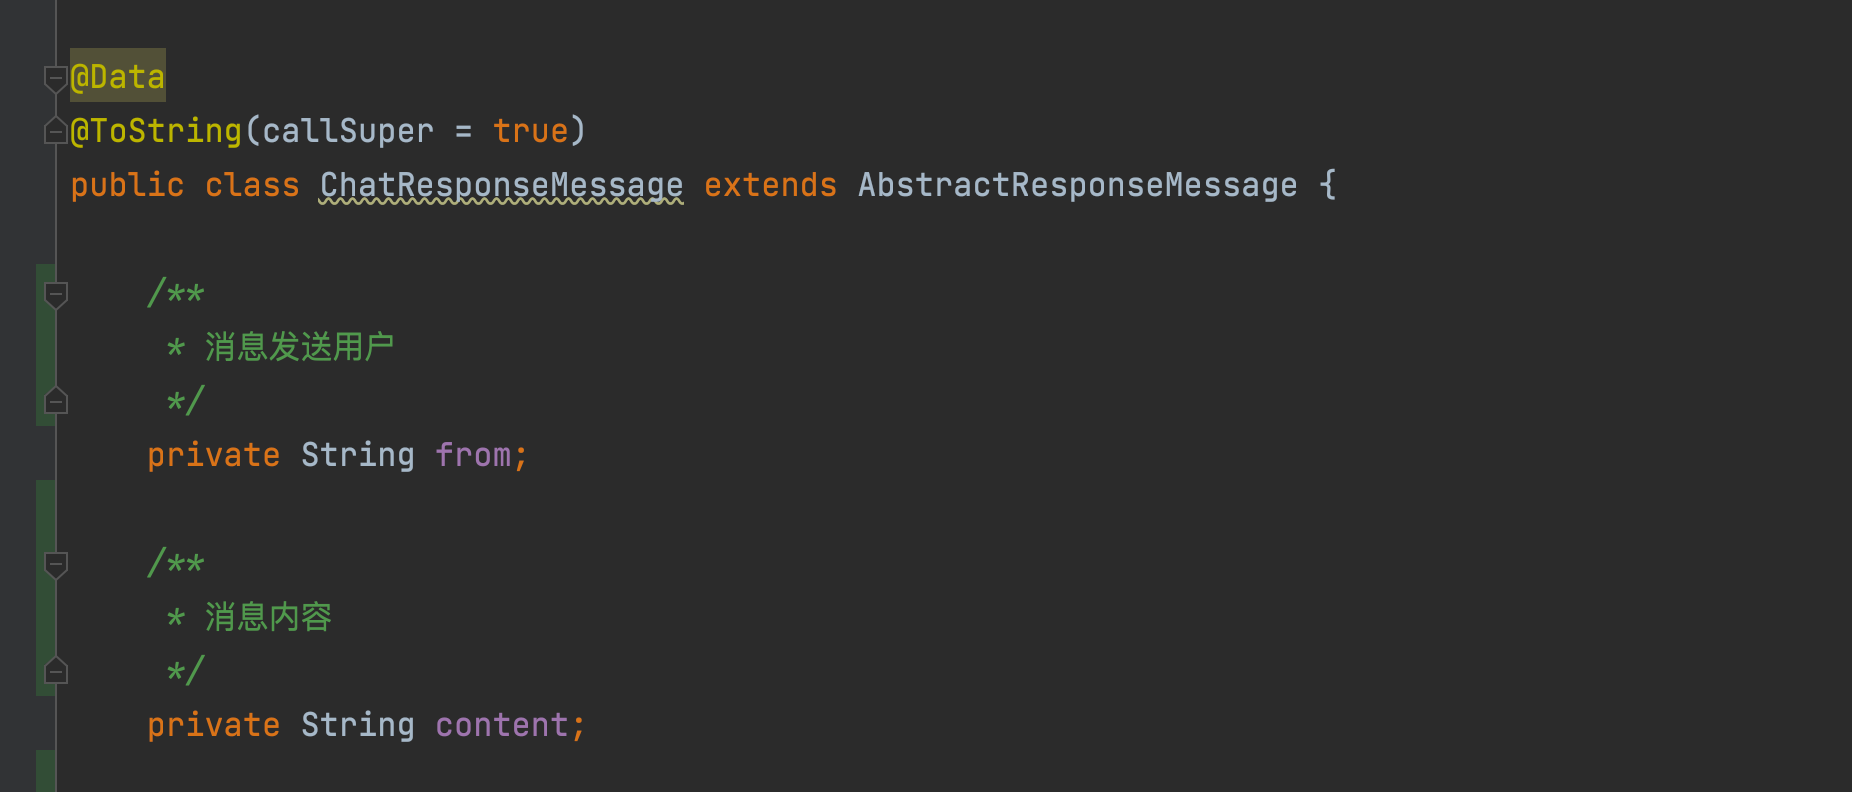 @Data
@ToString(callSuper = true)
public class ChatResponseMessage extends AbstractResponseMessage {
/**
* 消息发送用户
*/
private String from;
/**
* 消息内容
*/
private String content;